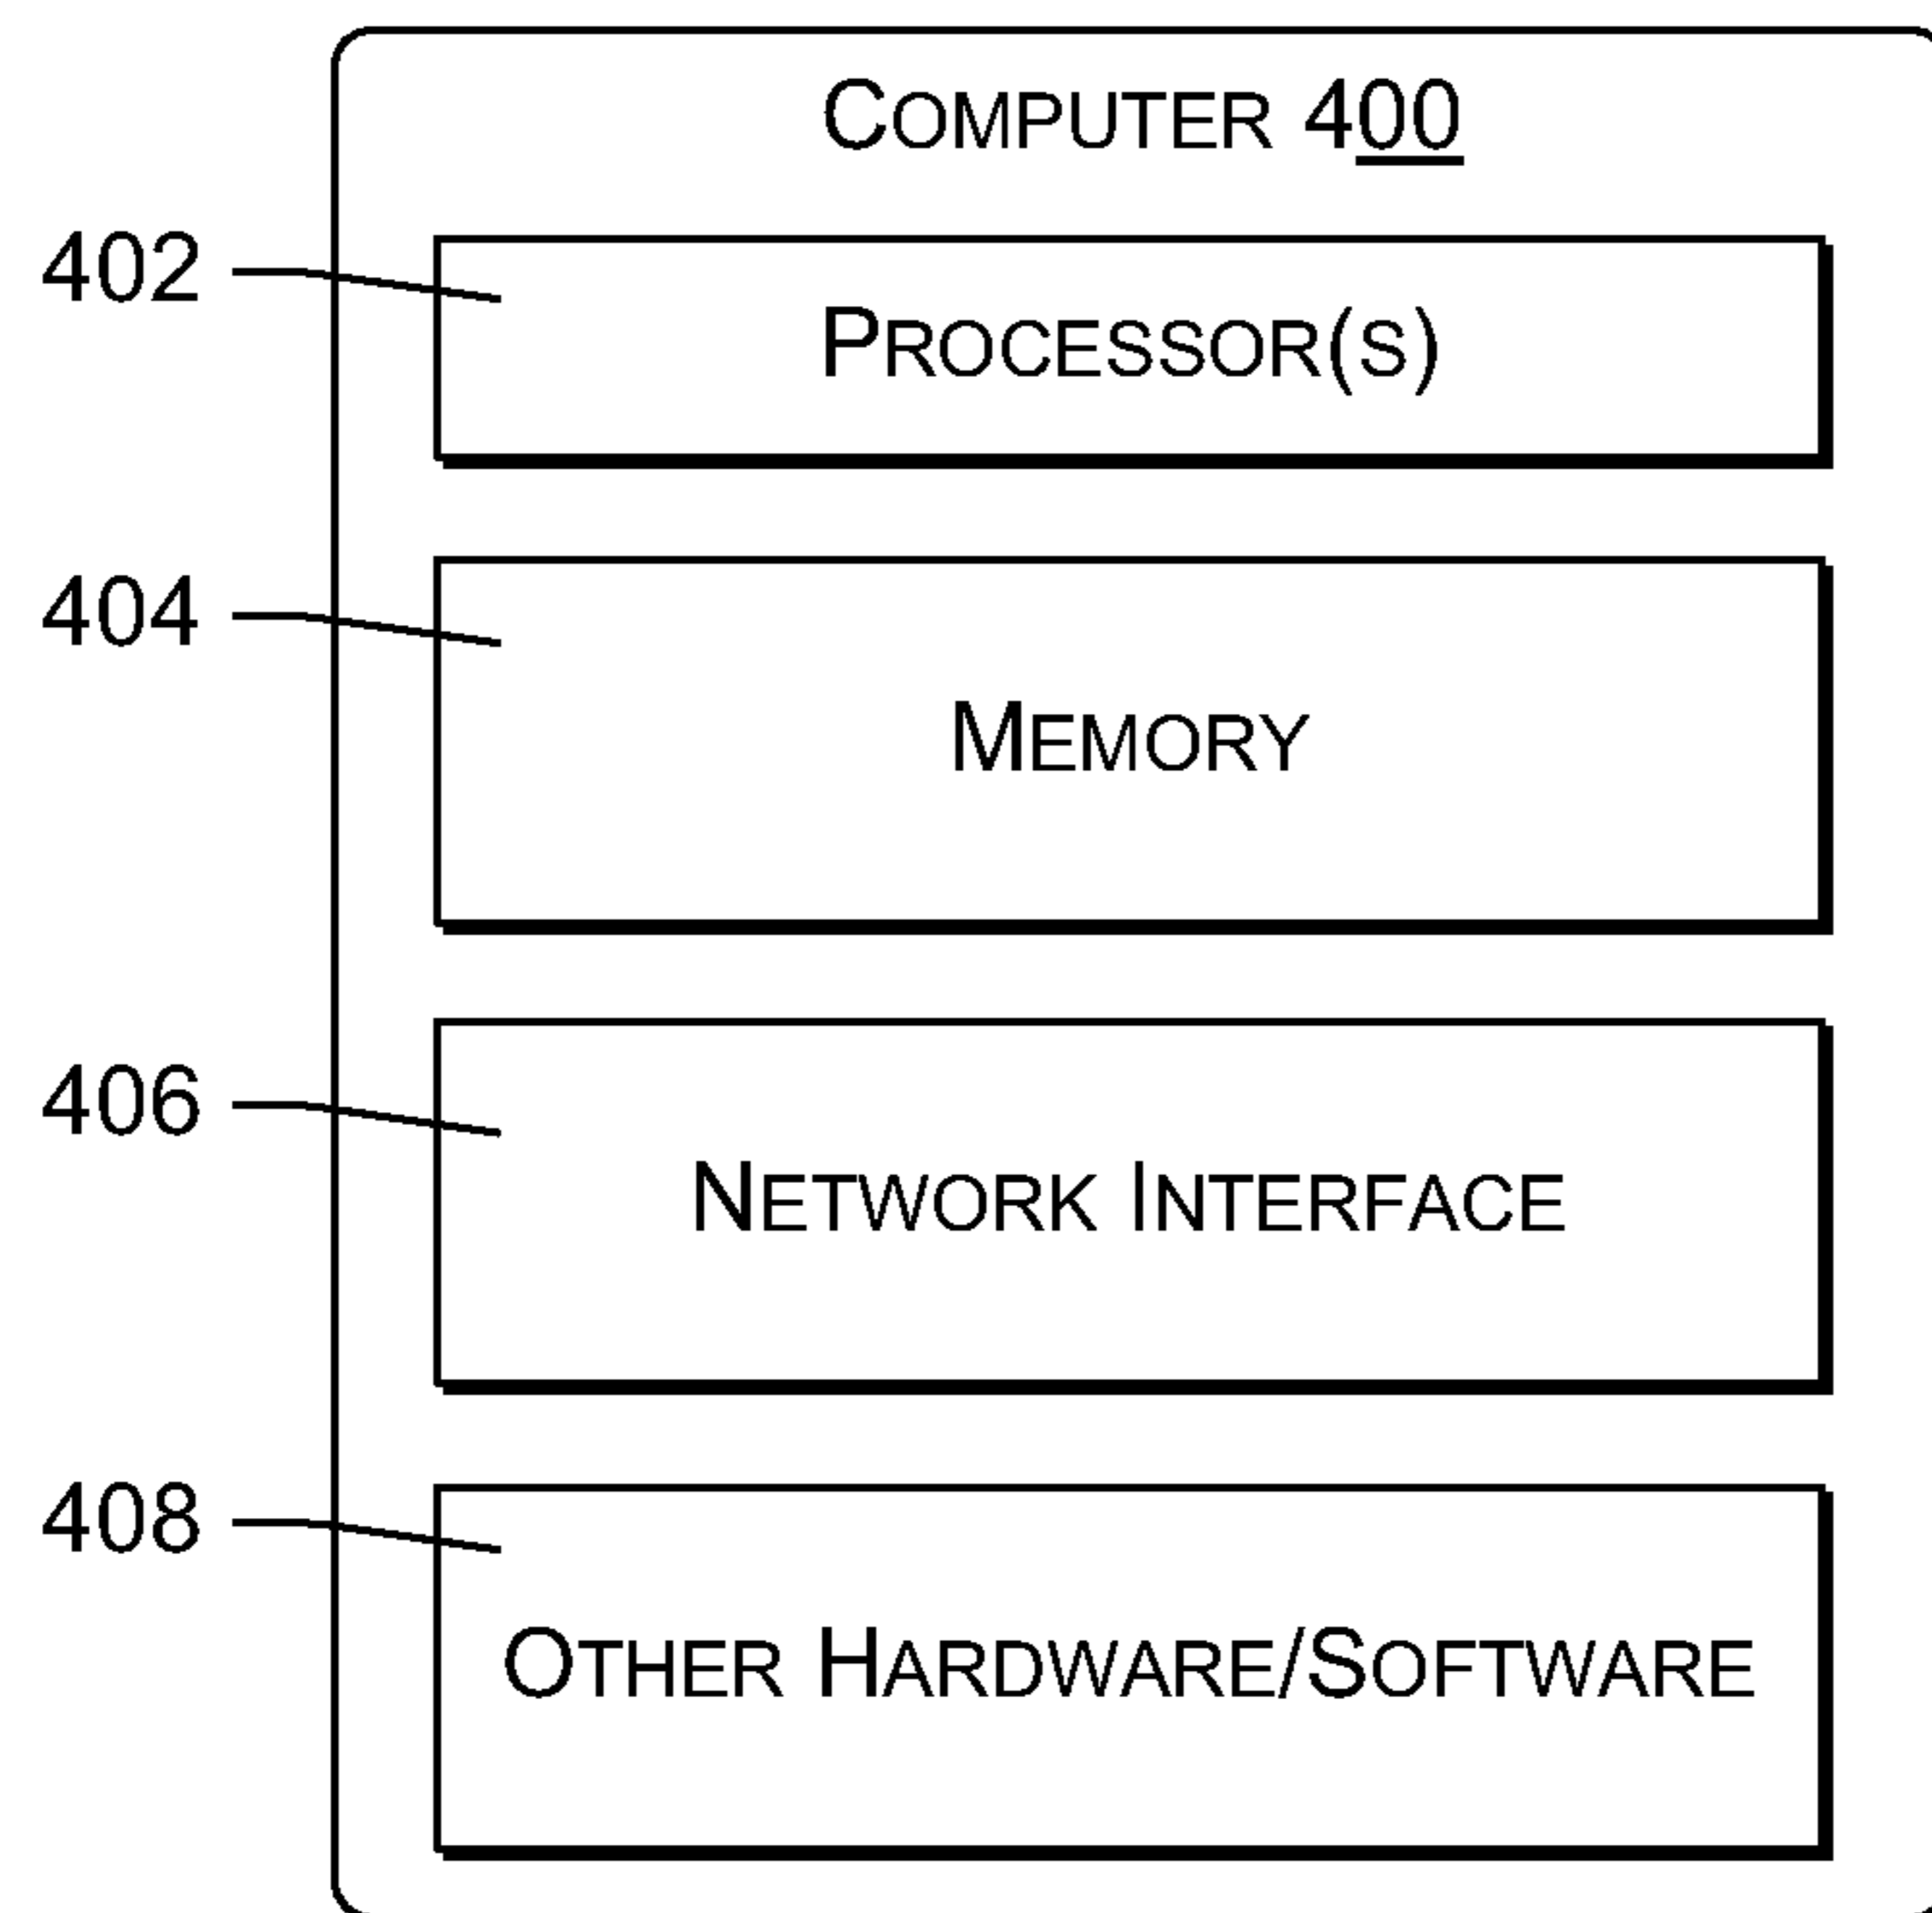 COMPUTER 400
402
PROCESSOR(S)
404
MEMORY
406
NETWORK INTERFACE
408
OTHER HARDWARE/SOFTWARE